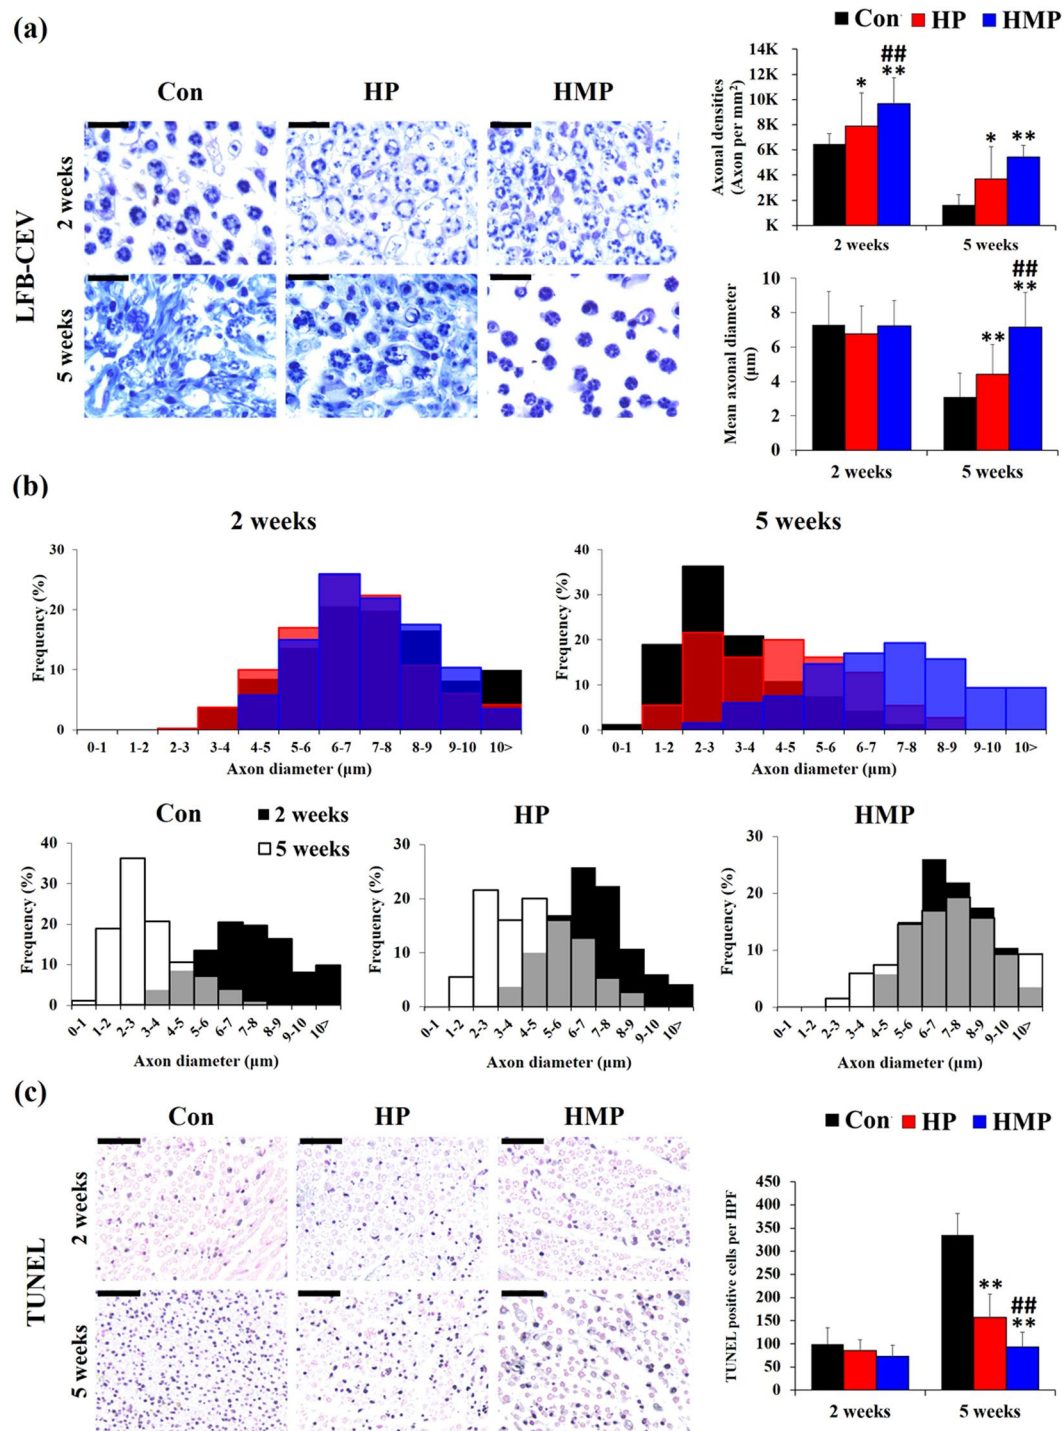 (a)
Con HP HMP
Con HP HMP
LFB-CEV
2 weeks
5 weeks
Axonal densities
(Axon per mm²)
14K
12K
10K
8K
6K
4K
2K
K
*
##
**
*
**
2 weeks 5 weeks
Mean axonal diameter
(µm)
10
8
6
4
2
0
**
##
**
2 weeks 5 weeks
(b)
2 weeks
Frequency (%)
30
20
10
0
0-1 1-2 2-3 3-4 4-5 5-6 6-7 7-8 8-9 9-10 10>
Axon diameter (µm)
5 weeks
Frequency (%)
40
30
20
10
0
0-1 1-2 2-3 3-4 4-5 5-6 6-7 7-8 8-9 9-10 10>
Axon diameter (µm)
Con
2 weeks
5 weeks
Frequency (%)
40
30
20
10
0
0-1 1-2 2-3 3-4 4-5 5-6 6-7 7-8 8-9 9-10 10>
Axon diameter (µm)
HP
Frequency (%)
30
20
10
0
0-1 1-2 2-3 3-4 4-5 5-6 6-7 7-8 8-9 9-10 10>
Axon diameter (µm)
HMP
Frequency (%)
30
20
10
0
0-1 1-2 2-3 3-4 4-5 5-6 6-7 7-8 8-9 9-10 10>
Axon diameter (µm)
(c)
Con HP HMP
TUNEL
2 weeks
5 weeks
Con HP HMP
TUNEL positive cells per HPF
450
400
350
300
250
200
150
100
50
0
**
##
**
2 weeks 5 weeks